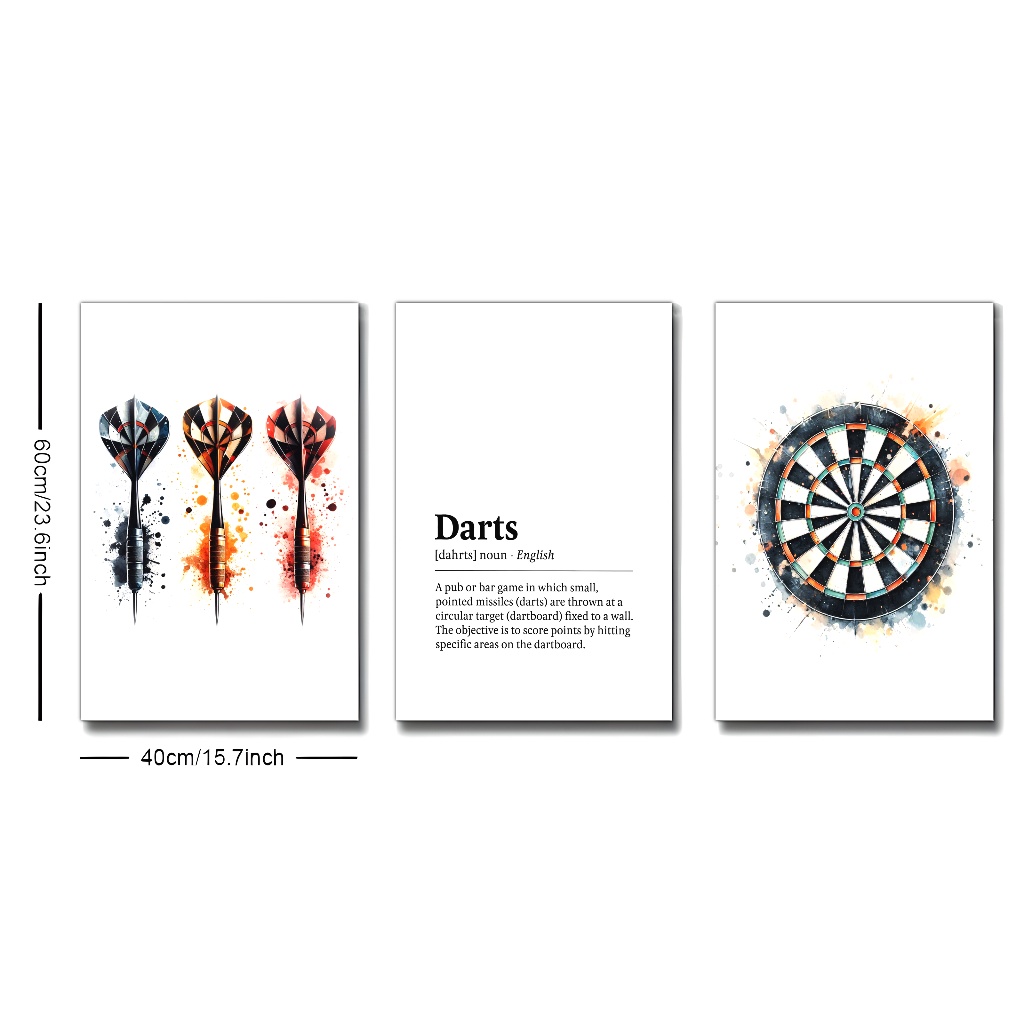 60cm/23.6inch
Darts
[dahrts] noun - English
A pub or bar game in which small,
pointed missiles (darts) are thrown at a
circular target (dartboard) fixed to a wall.
The objective is to score points by hitting
specific areas on the dartboard.
40cm/15.7inch